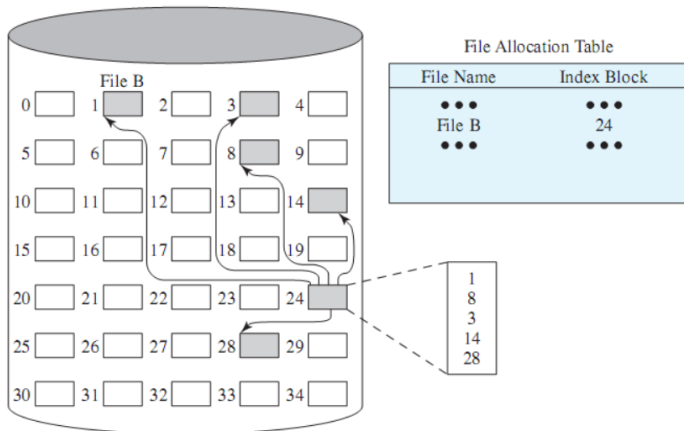 File Allocation Table
File Name Index Block
••• •••
File B 24
••• •••
File B
0 1 2 3 4
5 6 7 8 9
10 11 12 13 14
15 16 17 18 19
20 21 22 23 24
25 26 27 28 29
30 31 32 33 34
1
8
3
14
28